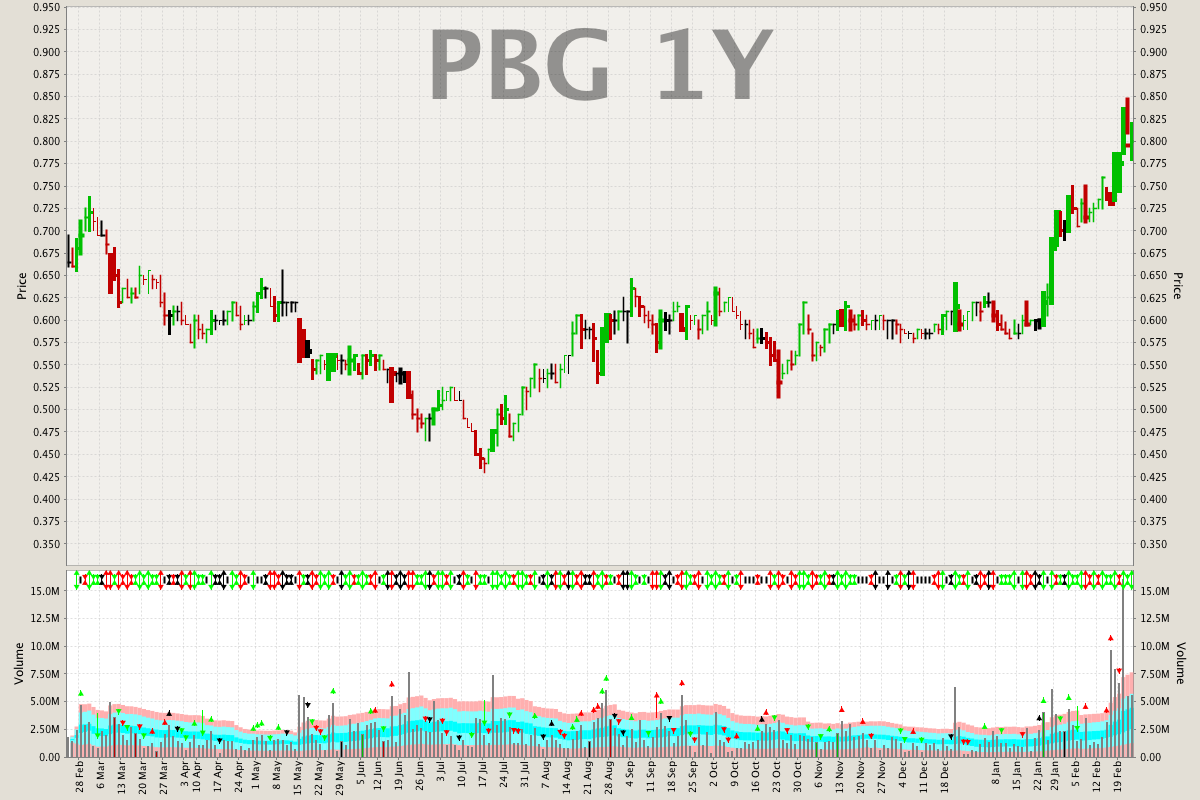 PBG 1Y
0.950 0.950
0.925 0.925
0.900 0.900
0.875 0.875
0.850 0.850
0.825 0.825
0.800 0.800
0.775 0.775
0.750 0.750
0.725 0.725
0.700 0.700
0.675 0.675
0.650 0.650
0.625 0.625
0.600 0.600
0.575 0.575
0.550 0.550
0.525 0.525
0.500 0.500
0.475 0.475
0.450 0.450
0.425 0.425
0.400 0.400
0.375 0.375
0.350 0.350
Price
Price
15.0M 15.0M
12.5M 12.5M
10.0M 10.0M
7.50M 7.50M
5.00M 5.00M
2.50M 2.50M
0.00 0.00
Volume
Volume
28 Feb
6 Mar
13 Mar
20 Mar
27 Mar
3 Apr
10 Apr
17 Apr
24 Apr
1 May
8 May
15 May
22 May
29 May
5 Jun
12 Jun
19 Jun
26 Jun
3 Jul
10 Jul
17 Jul
24 Jul
31 Jul
7 Aug
14 Aug
21 Aug
28 Aug
4 Sep
11 Sep
18 Sep
25 Sep
2 Oct
9 Oct
16 Oct
23 Oct
30 Oct
6 Nov
13 Nov
20 Nov
27 Nov
4 Dec
11 Dec
18 Dec
8 Jan
15 Jan
22 Jan
29 Jan
5 Feb
12 Feb
19 Feb